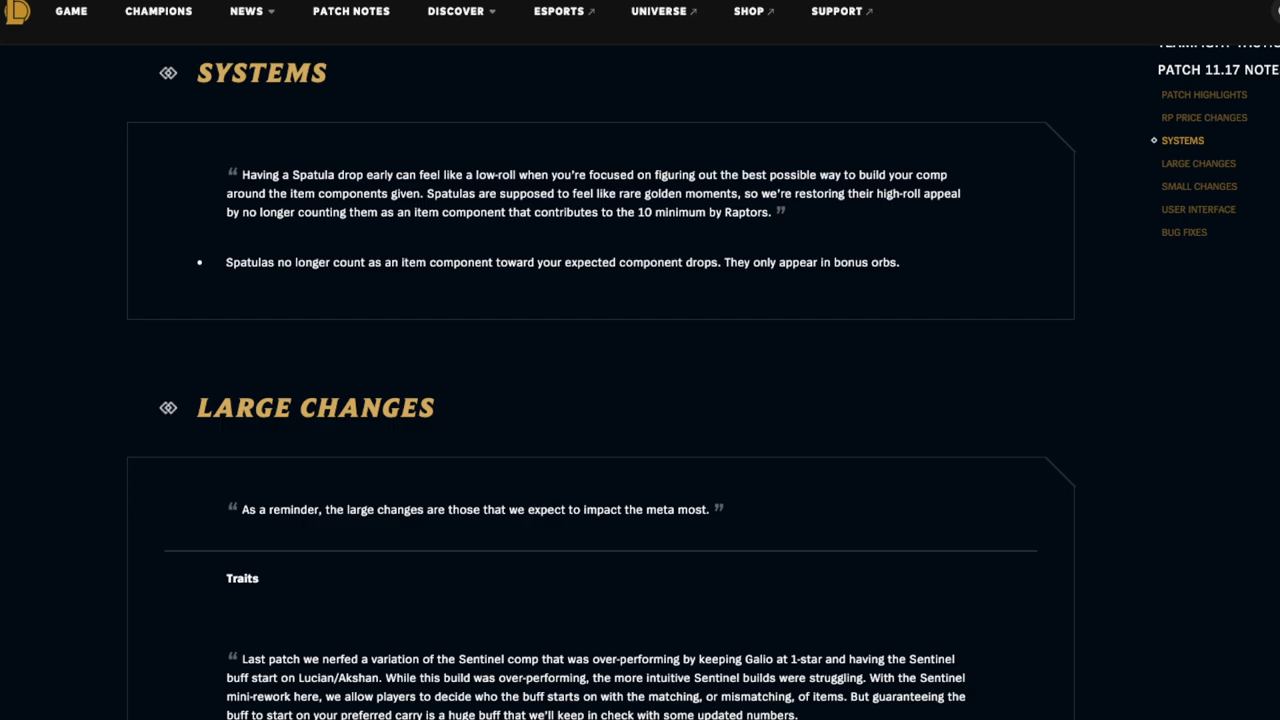 GAME CHAMPIONS NEWS PATCH NOTES DISCOVER ESPORTS UNIVERSE SHOP SUPPORT
SYSTEMS
“ Having a Spatula drop early can feel like a low-roll when you’re focused on figuring out the best possible way to build your comp
around the item components given. Spatulas are supposed to feel like rare golden moments, so we’re restoring their high-roll appeal
by no longer counting them as an item component that contributes to the 10 minimum by Raptors. ”
• Spatulas no longer count as an item component toward your expected component drops. They only appear in bonus orbs.
LARGE CHANGES
“ As a reminder, the large changes are those that we expect to impact the meta most. ”
Traits
“ Last patch we nerfed a variation of the Sentinel comp that was over-performing by keeping Galio at 1-star and having the Sentinel
buff start on Lucian/Akshan. While this build was over-performing, the more intuitive Sentinel builds were struggling. With the Sentinel
mini-rework here, we allow players to decide who the buff starts on with the matching, or mismatching, of items. But guaranteeing the
buff to start on your preferred carry is a huge buff that we’ll keep in check with some updated numbers.
PATCH 11.17 NOTE
PATCH HIGHLIGHTS
RP PRICE CHANGES
SYSTEMS
LARGE CHANGES
SMALL CHANGES
USER INTERFACE
BUG FIXES